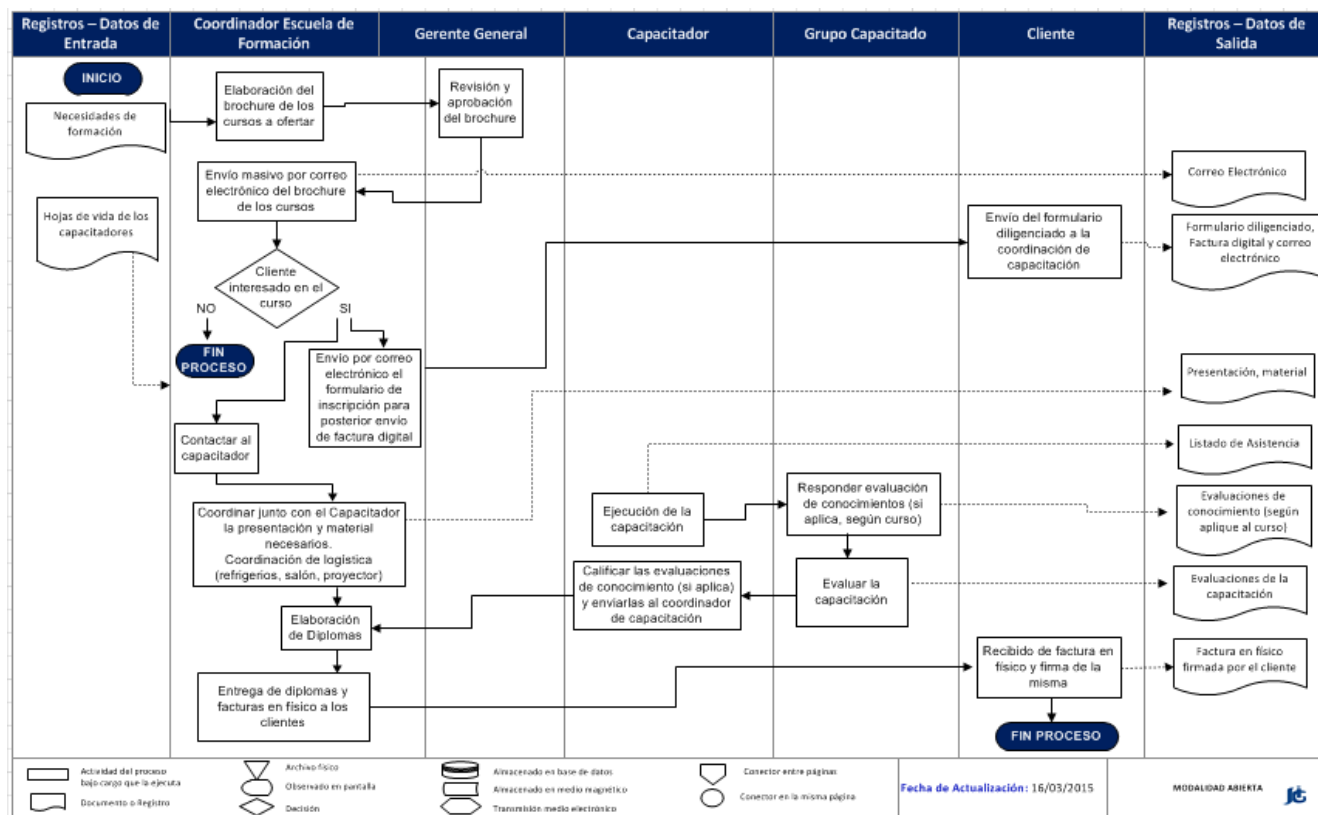 Registros – Datos de
Entrada
Coordinador Escuela de
Formación
Gerente General
Capacitador
Grupo Capacitado
Cliente
Registros – Datos de
Salida
INICIO
Necesidades de
formación
Elaboración del
brochure de los
cursos a ofertar
Revisión y
aprobación
del brochure
Envío masivo por correo
electrónico del brochure
de los cursos
Correo Electrónico
Hojas de vida de los
capacitadores
Envío del formulario
diligenciado a la
coordinación de
capacitación
Formulario diligenciado,
Factura digital y correo
electrónico
Cliente
interesado en el
curso
NO
SI
FIN
PROCESO
Envío por correo
electrónico el
formulario de
inscripción para
posterior envío
de factura digital
Presentación, material
Contactar al
capacitador
Listado de Asistencia
Coordinar junto con el Capacitador
la presentación y material
necesarios.
Coordinación de logística
(refrigerios, salón, proyector)
Ejecución de la
capacitación
Responder evaluación
de conocimientos (si
aplica, según curso)
Evaluaciones de
conocimiento (según
aplique al curso)
Calificar las evaluaciones
de conocimiento (si aplica)
y enviarlas al coordinador
de capacitación
Evaluar la
capacitación
Evaluaciones de la
capacitación
Elaboración
de Diplomas
Entrega de diplomas y
facturas en físico a los
clientes
Recibido de factura en
físico y firma de la
misma
Factura en físico
firmada por el cliente
FIN PROCESO
Actividad del proceso
bajo cargo que la ejecuta
Documento o Registro
Archivo físico
Observado en pantalla
Decisión
Almacenado en base de datos
Almacenado en medio magnético
Transmisión medio electrónico
Conector entre páginas
Conector en la misma página
Fecha de Actualización: 16/03/2015
MODALIDAD ABIERTA